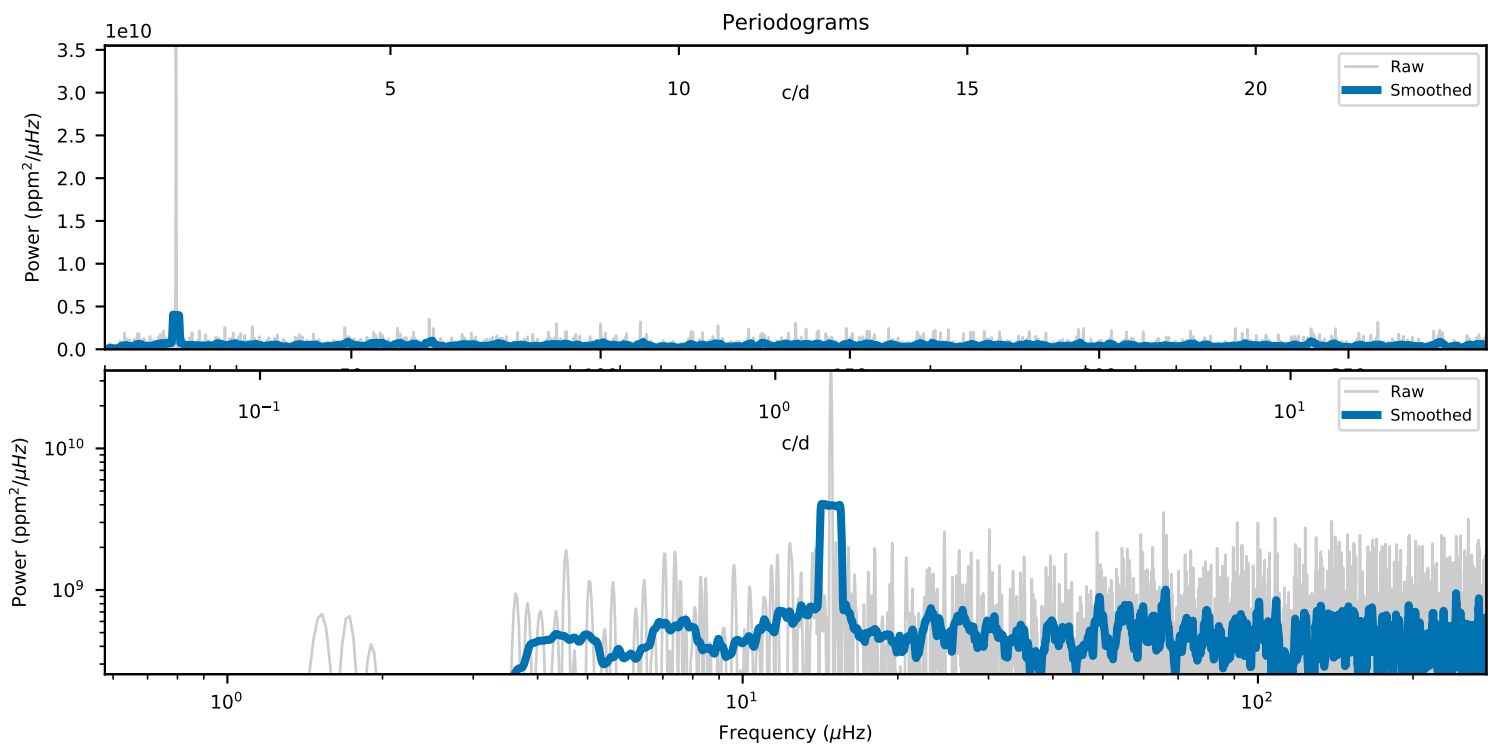 Periodograms
1e10
3.5
3.0
2.5
2.0
1.5
1.0
0.5
0.0
Power (ppm²/μHz)
5 10 15 20
c/d
Raw
Smoothed
10⁻¹ 10⁰ 10¹
c/d
Raw
Smoothed
10¹⁰
10⁹
Power (ppm²/μHz)
10⁰ 10¹ 10²
Frequency (μHz)